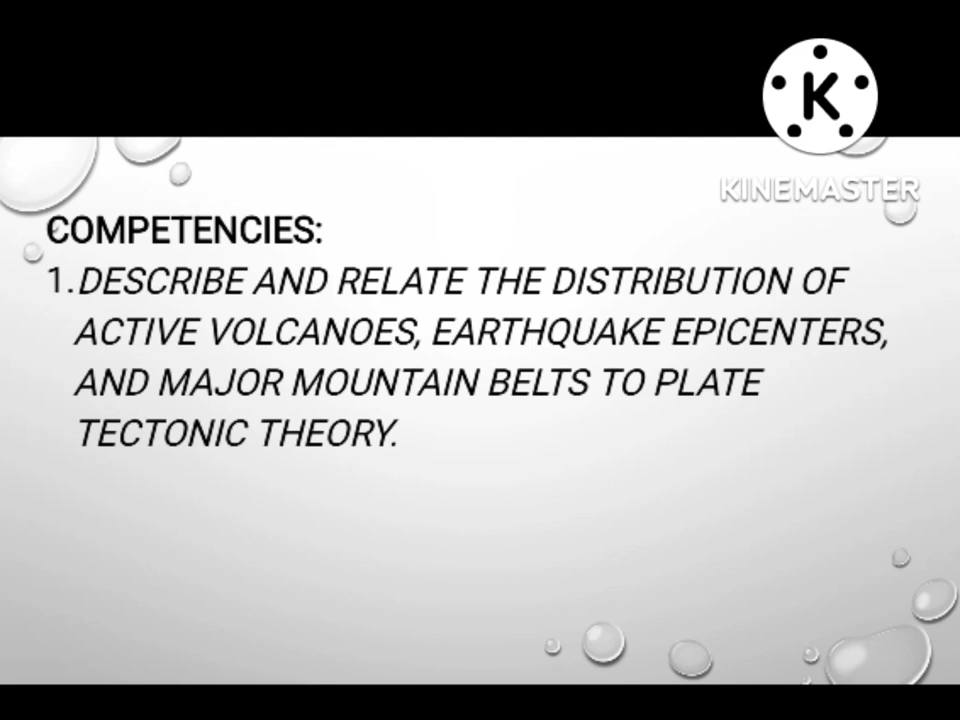 K
KINEMASTER
COMPETENCIES:
1. DESCRIBE AND RELATE THE DISTRIBUTION OF
ACTIVE VOLCANOES, EARTHQUAKE EPICENTERS,
AND MAJOR MOUNTAIN BELTS TO PLATE
TECTONIC THEORY.